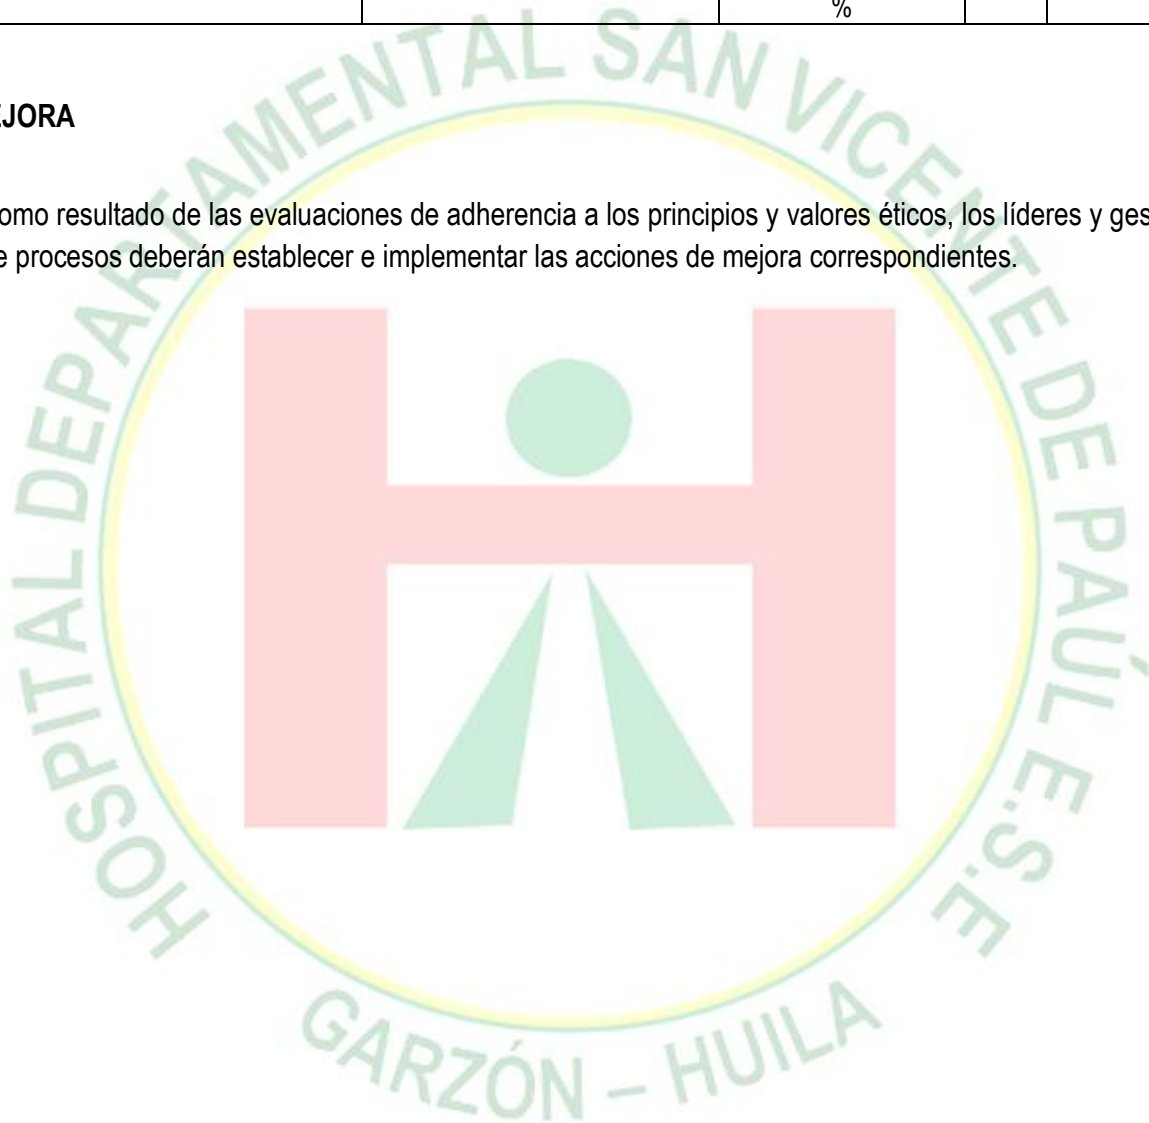 %
EJORA
omo resultado de las evaluaciones de adherencia a los principios y valores éticos, los líderes y ges
e procesos deberán establecer e implementar las acciones de mejora correspondientes.
HOSPITAL DEPARTAMENTAL SAN VICENTE DE PAÚL E.S.E
GARZÓN – HUILA